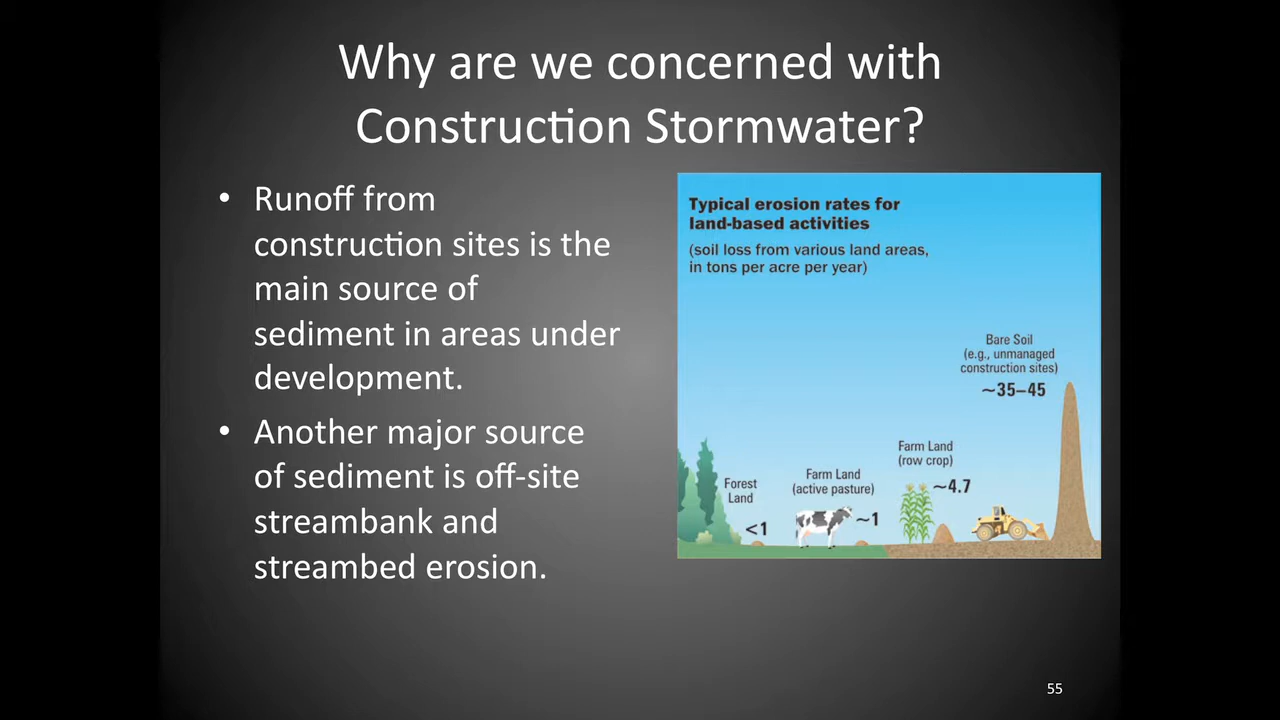 Why are we concerned with
Construction Stormwater?
• Runoff from
construction sites is the
main source of
sediment in areas under
development.
• Another major source
of sediment is off-site
streambank and
streambed erosion.
Typical erosion rates for
land-based activities
(soil loss from various land areas,
in tons per acre per year)
Forest
Land
<1
Farm Land
(active pasture)
~1
Farm Land
(row crop)
~4.7
Bare Soil
(e.g., unmanaged
construction sites)
~35–45
55